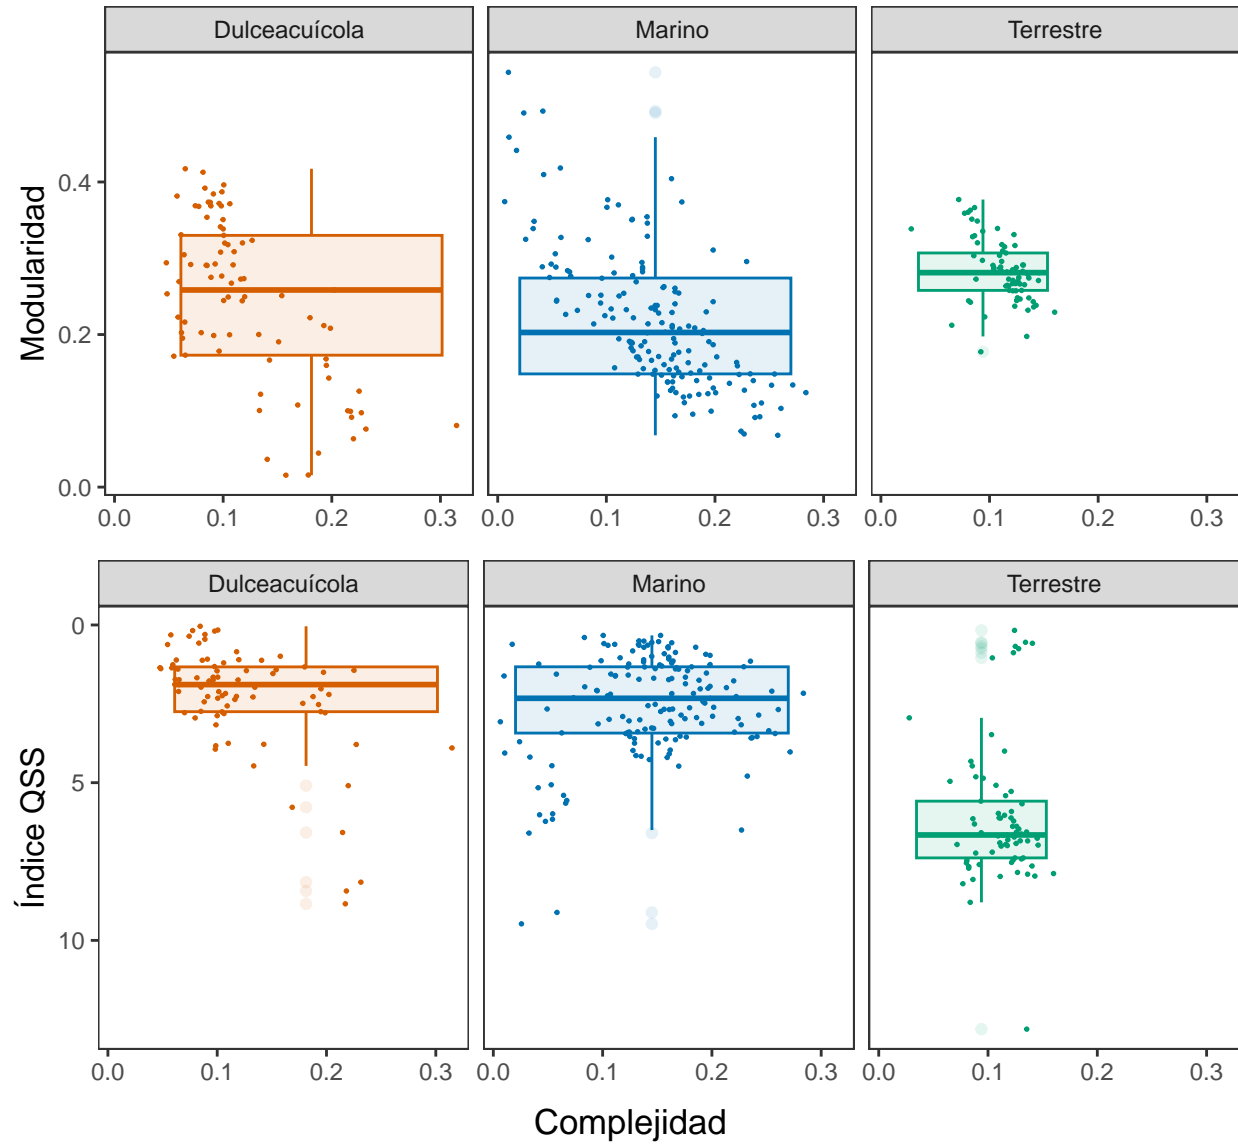 Dulceacuícola Marino Terrestre
Modularidad
0.4
0.2
0.0
0.0 0.1 0.2 0.3 0.0 0.1 0.2 0.3 0.0 0.1 0.2 0.3
Dulceacuícola Marino Terrestre
Índice QSS
0
5
10
0.0 0.1 0.2 0.3 0.0 0.1 0.2 0.3 0.0 0.1 0.2 0.3
Complejidad